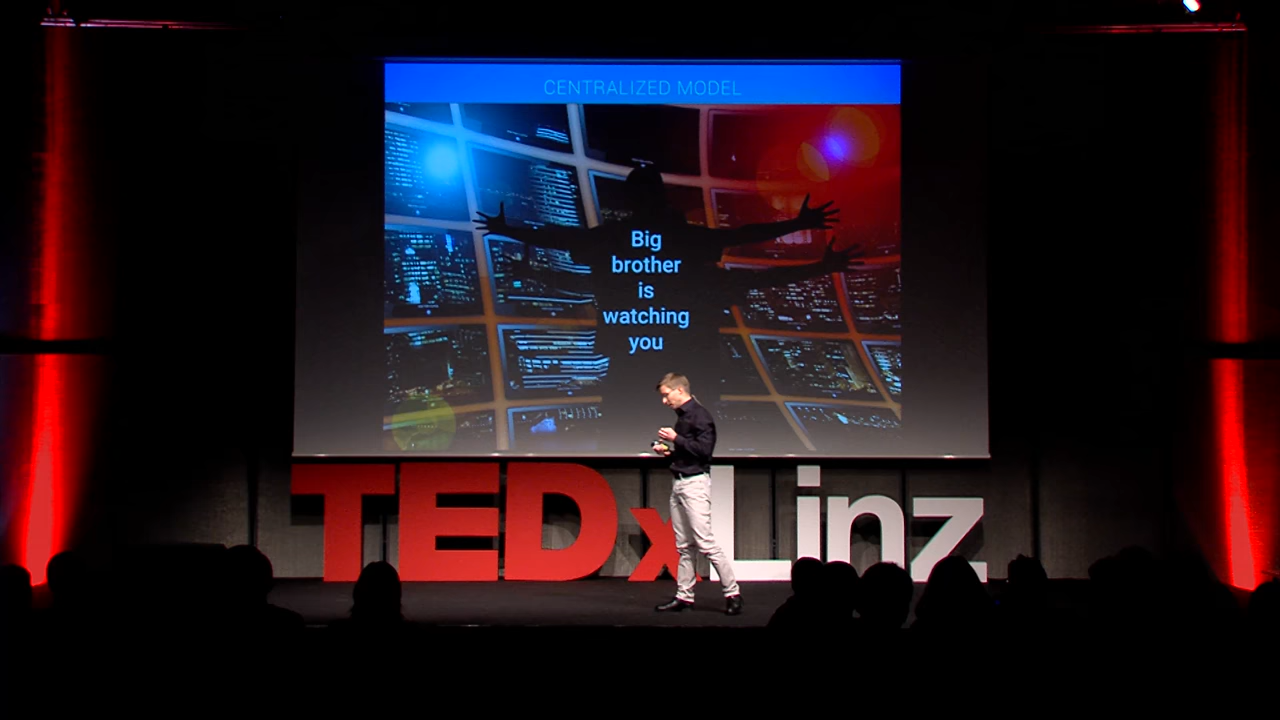 CENTRALIZED MODEL
Big
brother
is
watching
you
TEDxLinz